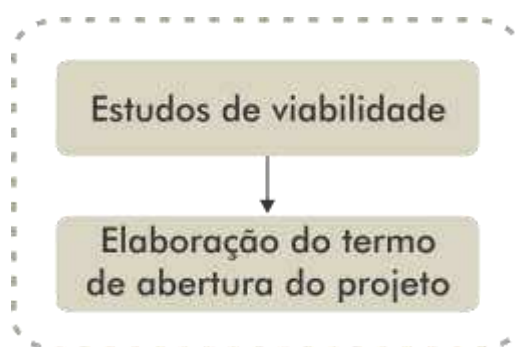 Estudos de viabilidade
Elaboração do termo
de abertura do projeto